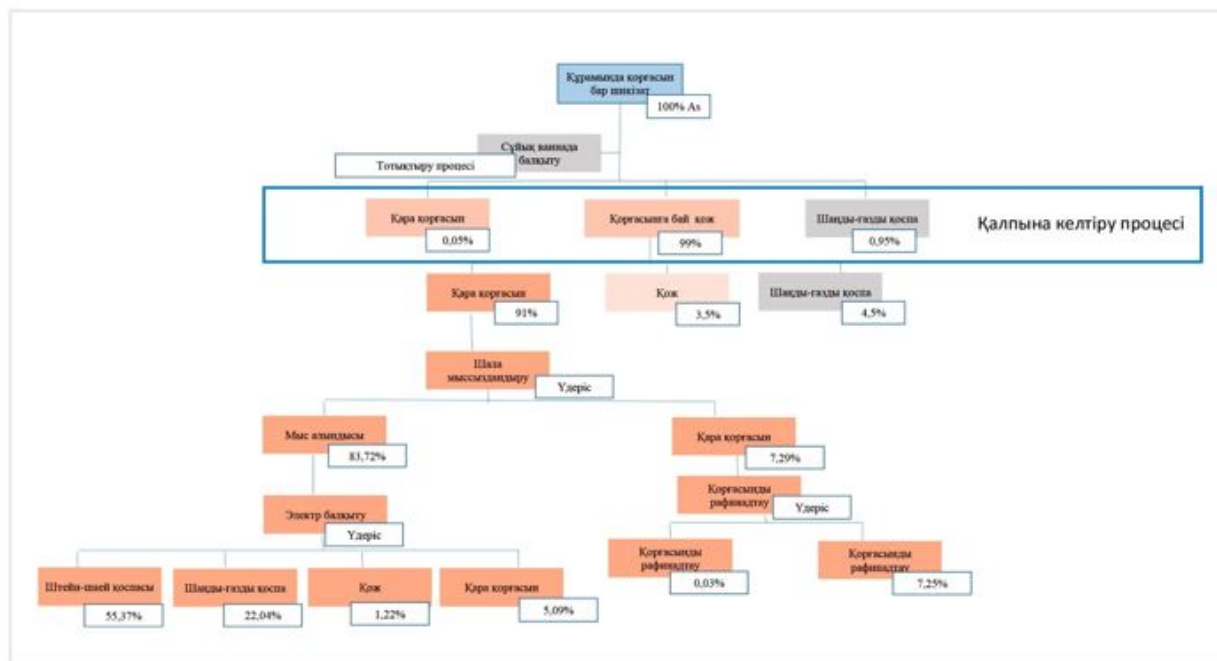 Құрамында қорғасын
бар шикізат
100% As
Сұйық ваннада
балқыту
Тотықтыру процесі
Қара қорғасын
0,05%
Қорғасынға бай қож
99%
Шаңды-газды қоспа
0,95%
Қалпына келтіру процесі
Қара қорғасын
91%
Қож
3,5%
Шаңды-газды қоспа
4,5%
Шала
мыссыздандыру
Үдеріс
Мыс алындысы
83,72%
Қара қорғасын
7,29%
Электр балқыту
Үдеріс
Қорғасынды
рафинадтау
Үдеріс
Штейн-шпей қоспасы
55,37%
Шаңды-газды қоспа
22,04%
Қож
1,22%
Қара қорғасын
5,09%
Қорғасынды
рафинадтау
0,03%
Қорғасынды
рафинадтау
7,25%